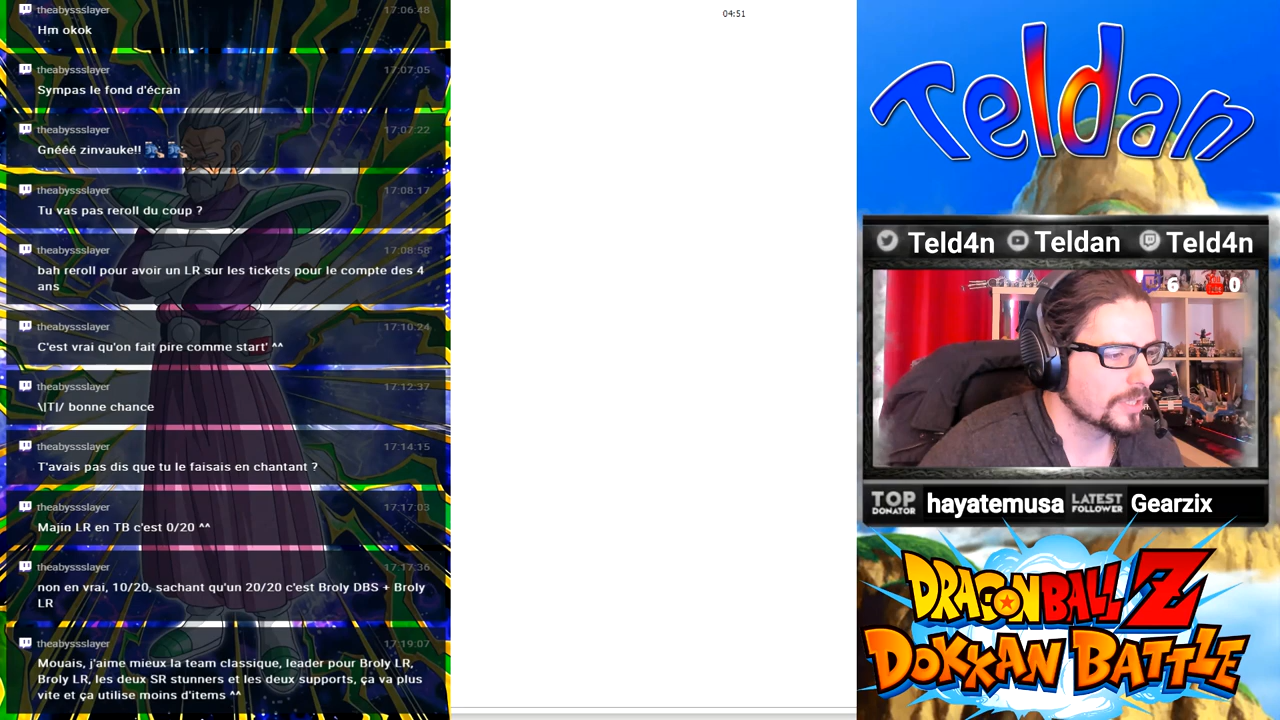 theabyssslayer 17:06:48
Hm okok
theabyssslayer 17:07:05
Sympas le fond d'écran
theabyssslayer 17:07:22
Gnééé zinvauke!!
theabyssslayer 17:08:17
Tu vas pas reroll du coup ?
theabyssslayer 17:08:58
bah reroll pour avoir un LR sur les tickets pour le compte des 4
ans
theabyssslayer 17:10:24
C'est vrai qu'on fait pire comme start' ^^
theabyssslayer 17:12:37
\|T|/ bonne chance
theabyssslayer 17:14:15
T'avais pas dis que tu le faisais en chantant ?
theabyssslayer 17:17:03
Majin LR en TB c'est 0/20 ^^
theabyssslayer 17:17:36
non en vrai, 10/20, sachant qu'un 20/20 c'est Broly DBS + Broly
LR
theabyssslayer 17:19:07
Mouais, j'aime mieux la team classique, leader pour Broly LR,
Broly LR, les deux SR stunners et les deux supports, ça va plus
vite et ça utilise moins d'items ^^
04:51
Teldan
Teld4n Teldan Teld4n
6 0
TOP DONATOR hayatemusa LATEST FOLLOWER Gearzix
DRAGONBALL Z
DOKKAN BATTLE